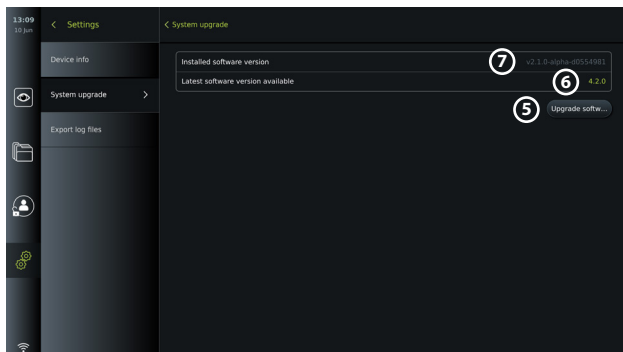 13:09
10 Jun
Settings
System upgrade
Device info
System upgrade
Export log files
Installed software version 7 v2.1.0-alpha-d0554981
Latest software version available 6 4.2.0
5 Upgrade softw...